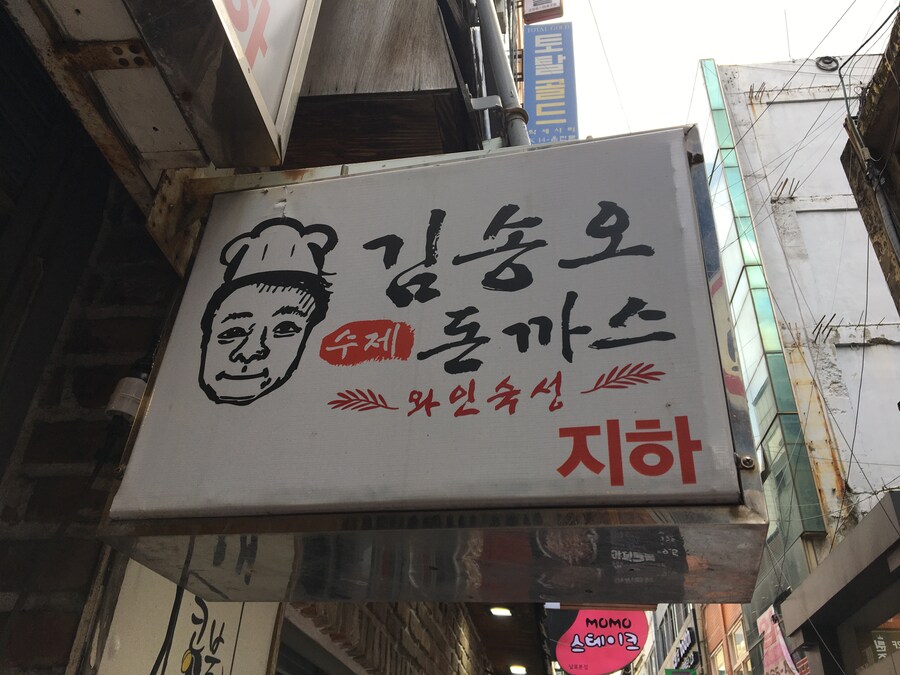 토탈골드
김송오
수제 돈까스
와인숙성
지하
MOMO
스테이크